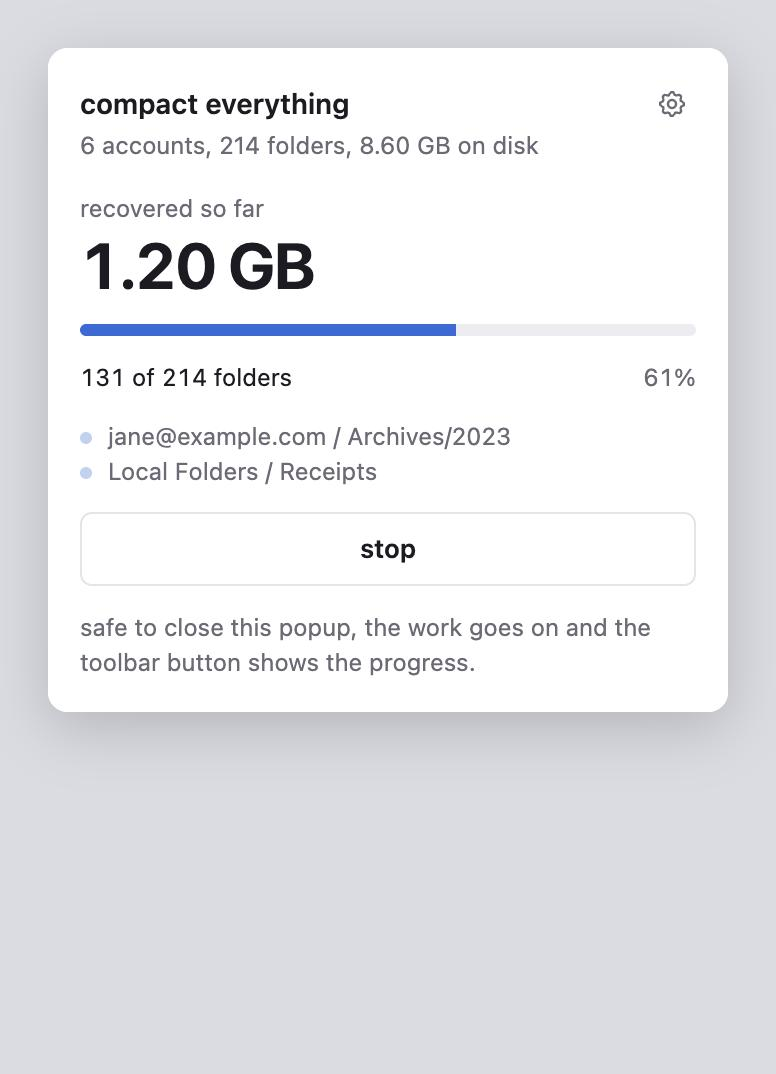 compact everything
6 accounts, 214 folders, 8.60 GB on disk
recovered so far
1.20 GB
131 of 214 folders
61%
jane@example.com / Archives/2023
Local Folders / Receipts
stop
safe to close this popup, the work goes on and the
toolbar button shows the progress.